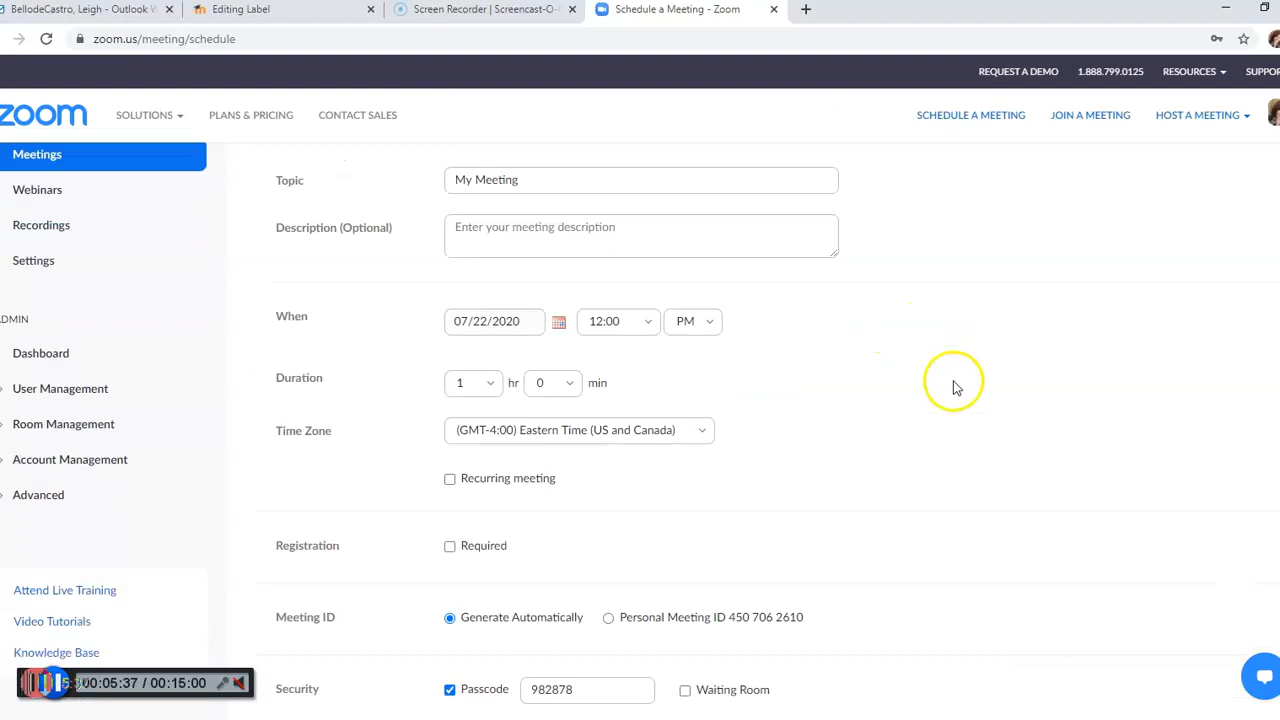 BellodeCastro, Leigh - Outlook W
Editing Label
Screen Recorder | Screencast-O-
Schedule a Meeting - Zoom
zoom.us/meeting/schedule
REQUEST A DEMO 1.888.799.0125 RESOURCES SUPPOR
zoom SOLUTIONS PLANS & PRICING CONTACT SALES SCHEDULE A MEETING JOIN A MEETING HOST A MEETING
Meetings
Webinars
Recordings
Settings
ADMIN
Dashboard
User Management
Room Management
Account Management
Advanced
Attend Live Training
Video Tutorials
Knowledge Base
Topic My Meeting
Description (Optional) Enter your meeting description
When 07/22/2020 12:00 PM
Duration 1 hr 0 min
Time Zone (GMT-4:00) Eastern Time (US and Canada)
Recurring meeting
Registration Required
Meeting ID Generate Automatically Personal Meeting ID 450 706 2610
Security Passcode 982878 Waiting Room
00:05:37 / 00:15:00